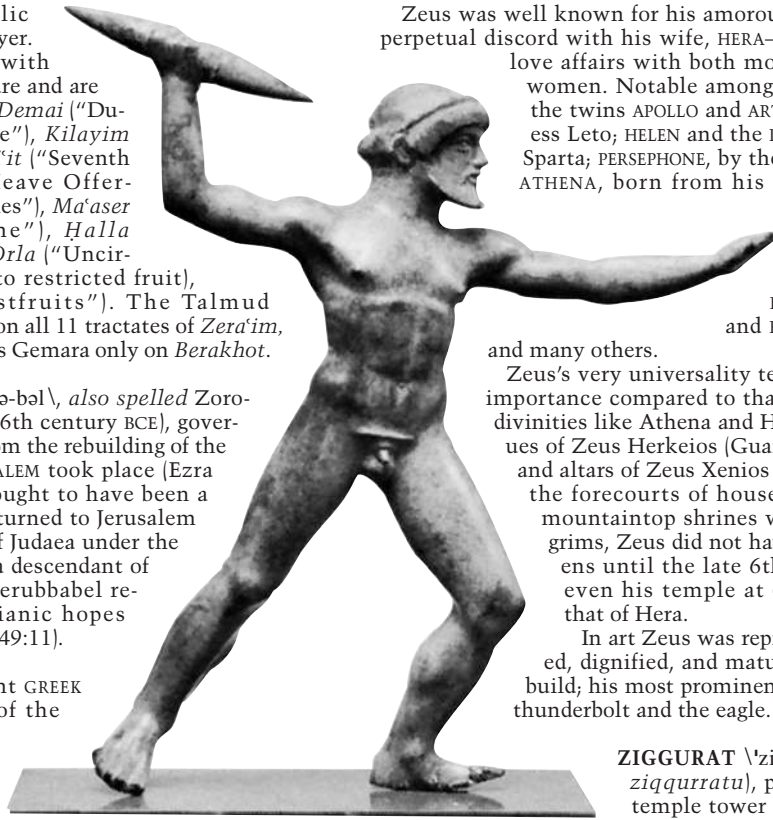 lic
yer.
with
are and are
Demai (“Du-
e”), Kilayim
ʿit (“Seventh
eave Offer-
es”), Maʿaser
he”), Ḥalla
Orla (“Uncir-
to restricted fruit),
stfruits”). The Talmud
on all 11 tractates of Zeraʿim,
s Gemara only on Berakhot.
ə-bəl\, also spelled Zoro-
6th century BCE), gover-
om the rebuilding of the
ALEM took place (Ezra
ought to have been a
turned to Jerusalem
f Judaea under the
a descendant of
erubbabel re-
ianic hopes
49:11).
nt GREEK
of the
Zeus was well known for his amorou
perpetual discord with his wife, HERA–
love affairs with both mo
women. Notable among
the twins APOLLO and AR
ess Leto; HELEN and the
Sparta; PERSEPHONE, by the
ATHENA, born from his
and
and many others.
Zeus’s very universality te
importance compared to tha
divinities like Athena and H
ues of Zeus Herkeios (Gua
and altars of Zeus Xenios
the forecourts of house
mountaintop shrines w
grims, Zeus did not ha
ens until the late 6th
even his temple at
that of Hera.
In art Zeus was repr
ed, dignified, and matu
build; his most prominen
thunderbolt and the eagle.
ZIGGURAT \ˈzi
ziqqurratu), p
temple tower